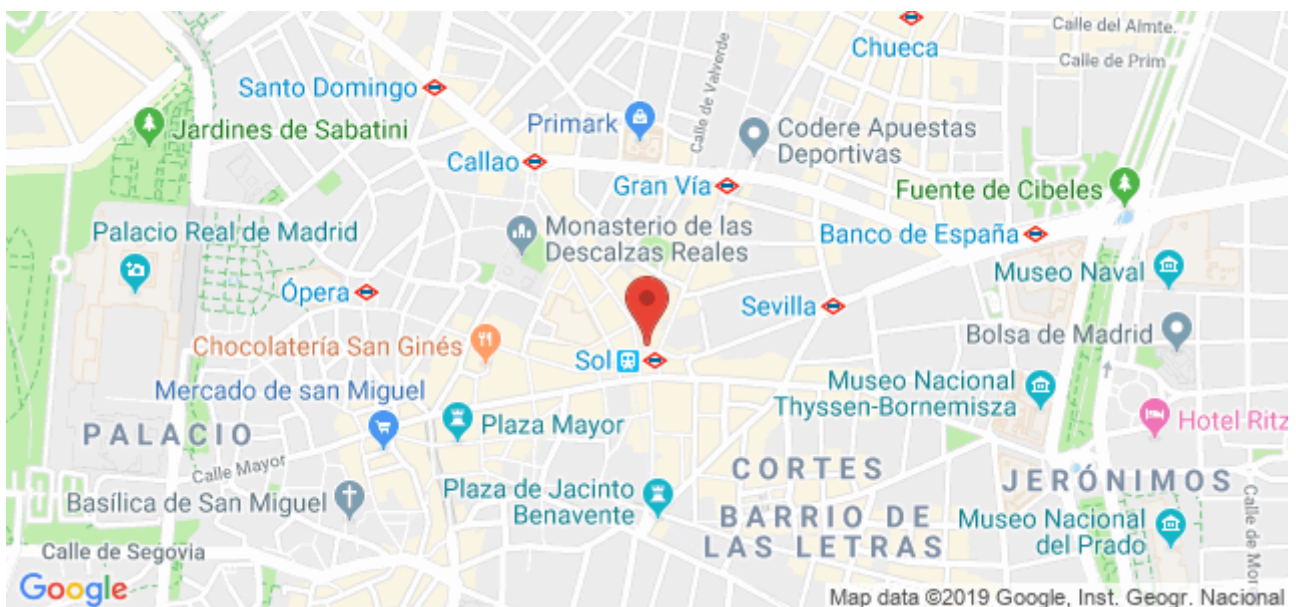 Calle del Almte.
Chueca
Calle de Prim
Santo Domingo
Calle de Valverde
Jardines de Sabatini
Primark
Codere Apuestas
Deportivas
Callao
Gran Vía
Fuente de Cibeles
Palacio Real de Madrid
Monasterio de las
Descalzas Reales
Banco de España
Museo Naval
Ópera
Sevilla
Bolsa de Madrid
Chocolatería San Ginés
Sol
Mercado de san Miguel
Museo Nacional
Thyssen-Bornemisza
Plaza Mayor
Hotel Ritz
PALACIO
Calle Mayor
CORTES
JERÓNIMOS
Basílica de San Miguel
Plaza de Jacinto
Benavente
BARRIO DE
LAS LETRAS
Museo Nacional
del Prado
Calle de
Calle de Segovia
Google
Map data ©2019 Google, Inst. Geogr. Nacional